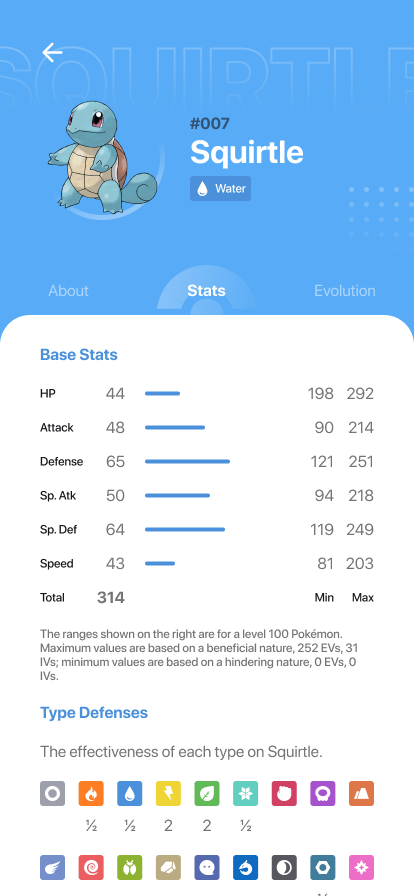 SQUIRTLE
#007
Squirtle
Water
About Stats Evolution
Base Stats
HP 44 198 292
Attack 48 90 214
Defense 65 121 251
Sp. Atk 50 94 218
Sp. Def 64 119 249
Speed 43 81 203
Total 314 Min Max
The ranges shown on the right are for a level 100 Pokémon.
Maximum values are based on a beneficial nature, 252 EVs, 31
IVs; minimum values are based on a hindering nature, 0 EVs, 0
IVs.
Type Defenses
The effectiveness of each type on Squirtle.
½ ½ 2 2 ½